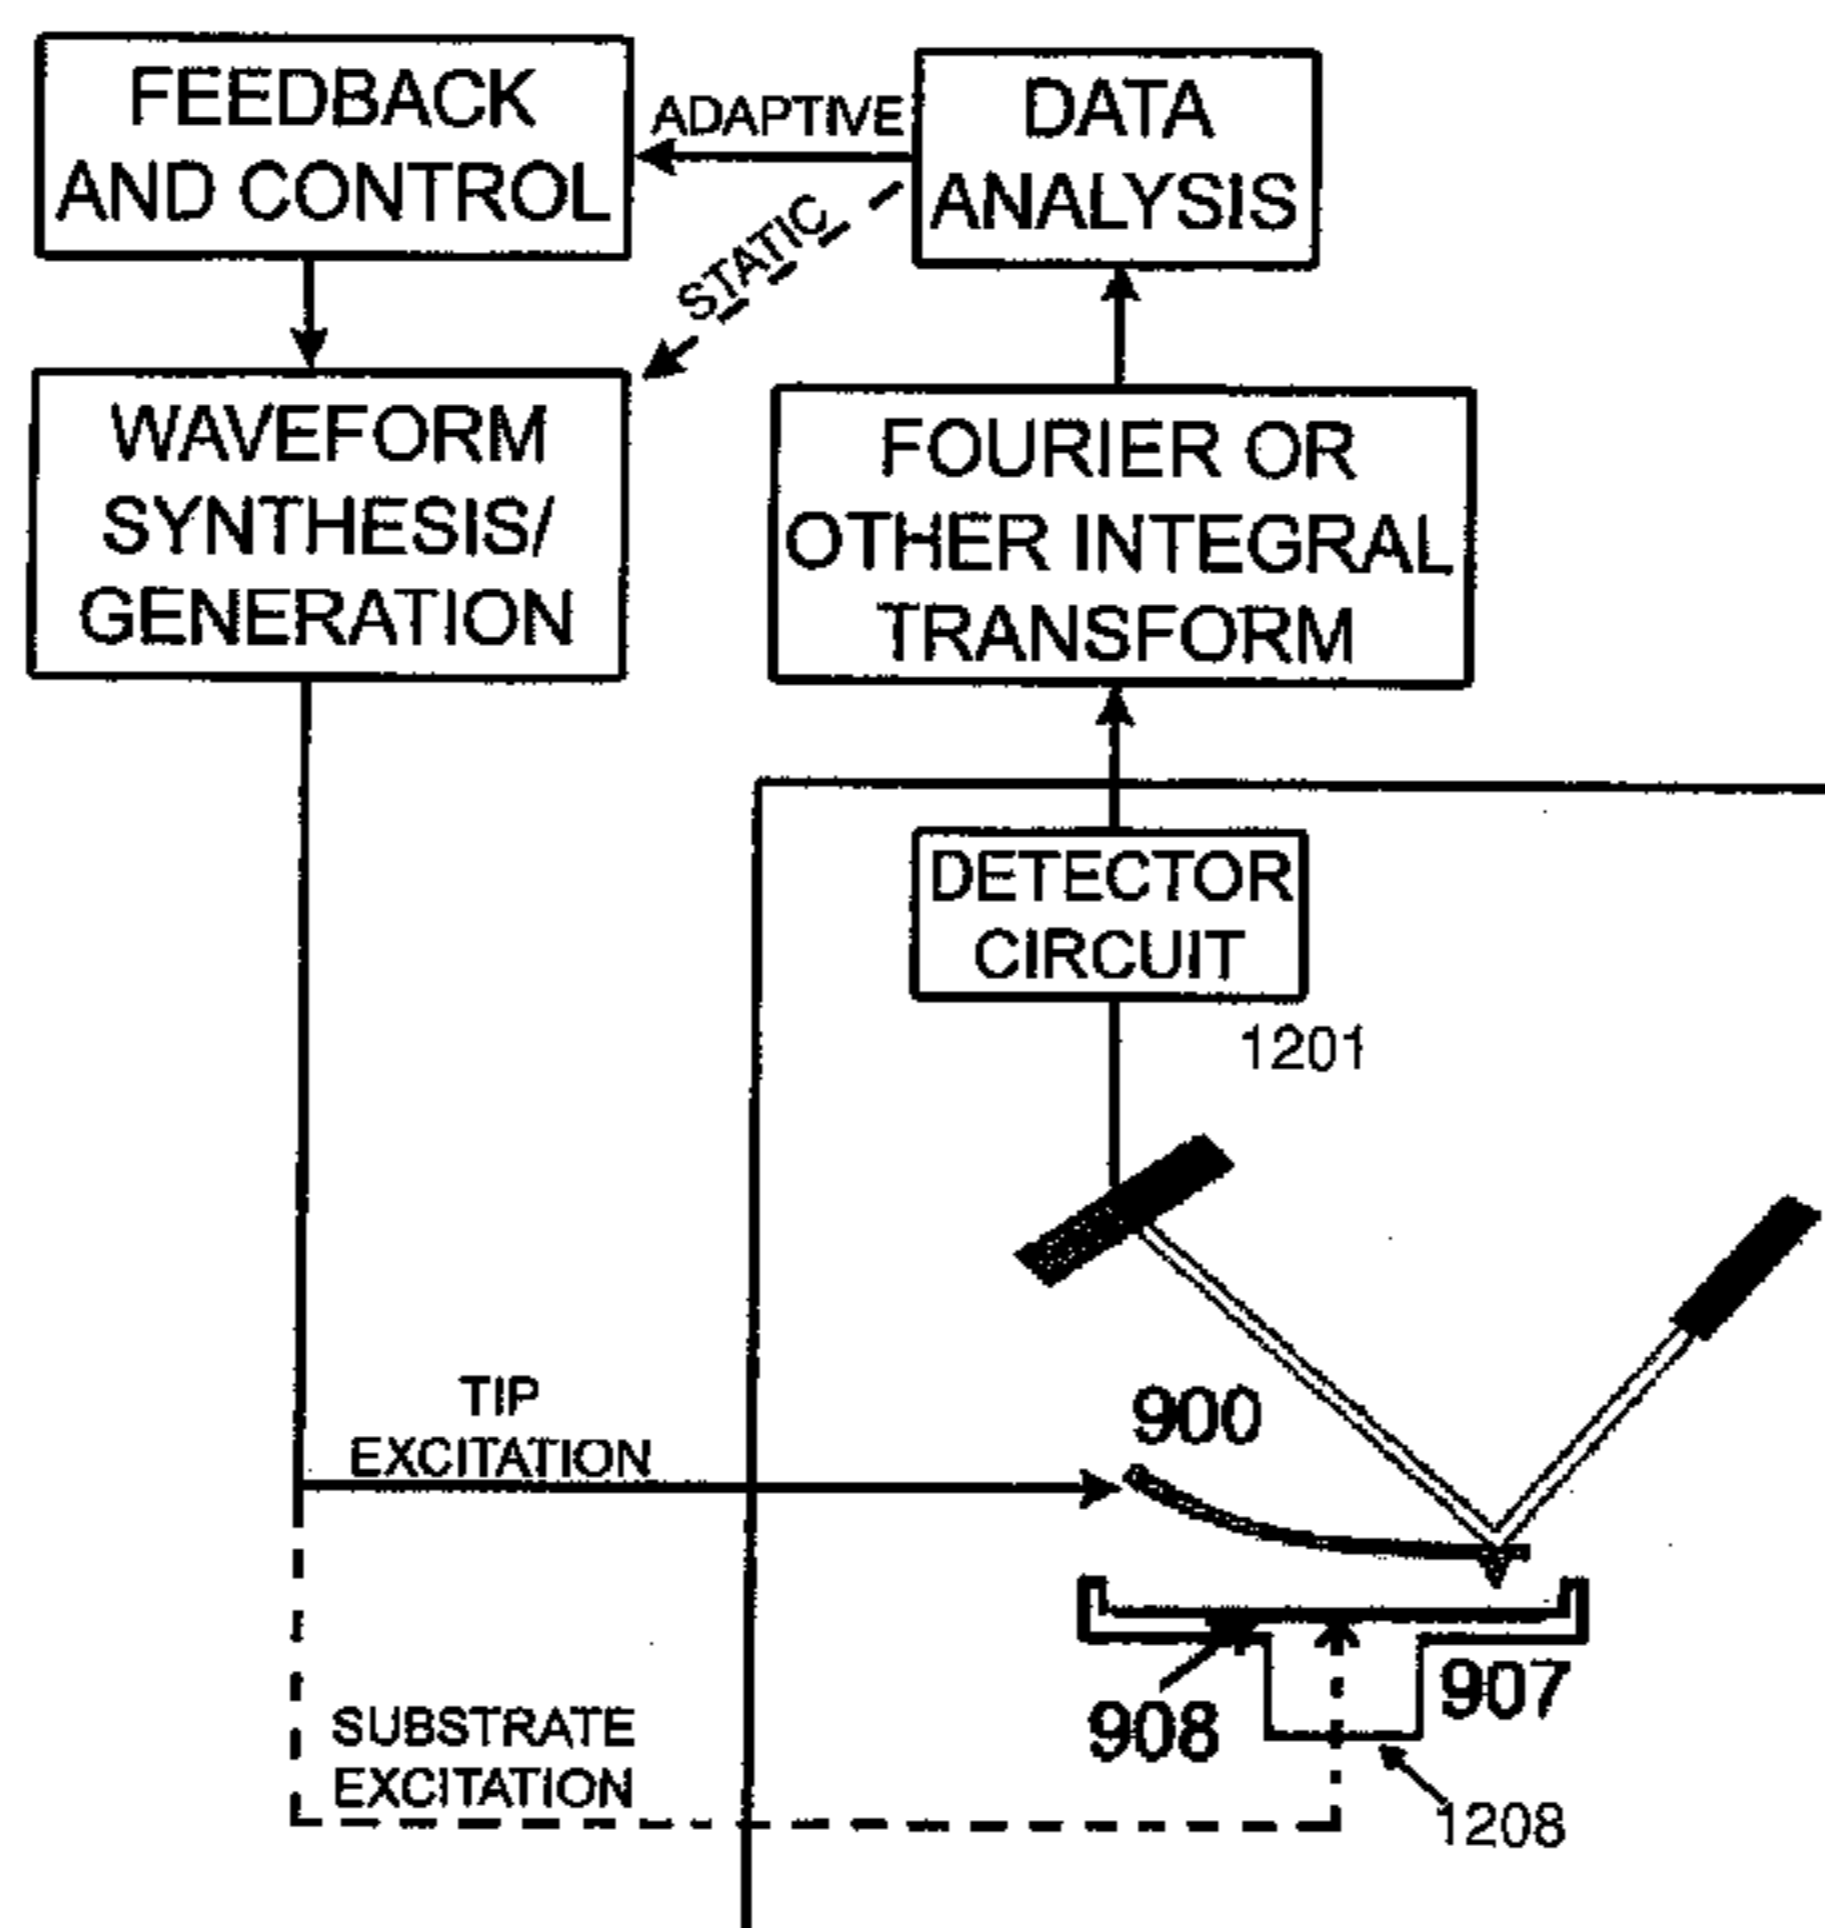 FEEDBACK
AND CONTROL
ADAPTIVE
DATA
ANALYSIS
STATIC
WAVEFORM
SYNTHESIS/
GENERATION
FOURIER OR
OTHER INTEGRAL
TRANSFORM
DETECTOR
CIRCUIT
1201
TIP
EXCITATION
900
908
907
SUBSTRATE
EXCITATION
1208